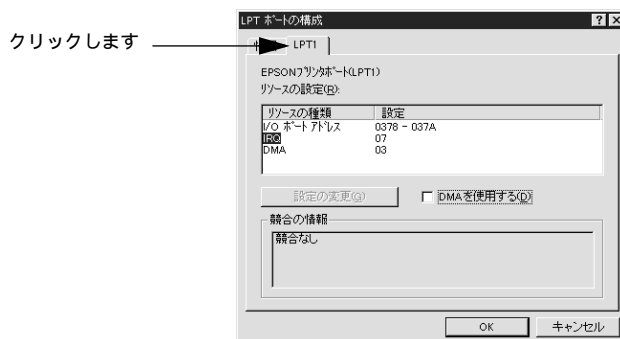 LPT ポートの構成
クリックします
LPT1
EPSONプリンタポート(LPT1)
リソースの設定(R):
リソースの種類 設定
I/O ポート アドレス 0378 - 037A
IRQ 07
DMA 03
設定の変更(G)
DMAを使用する(D)
競合の情報
競合なし
OK キャンセル